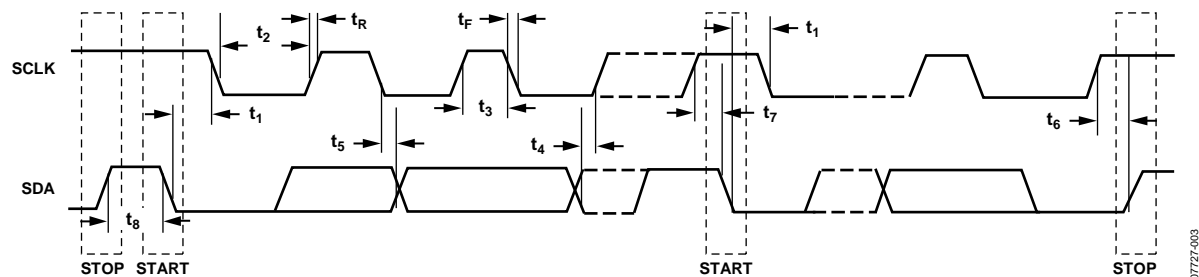 t2
tR
tF
t1
SCLK
t1
t3
t7
t6
t5
t4
SDA
t8
STOP
START
START
STOP
07727-003